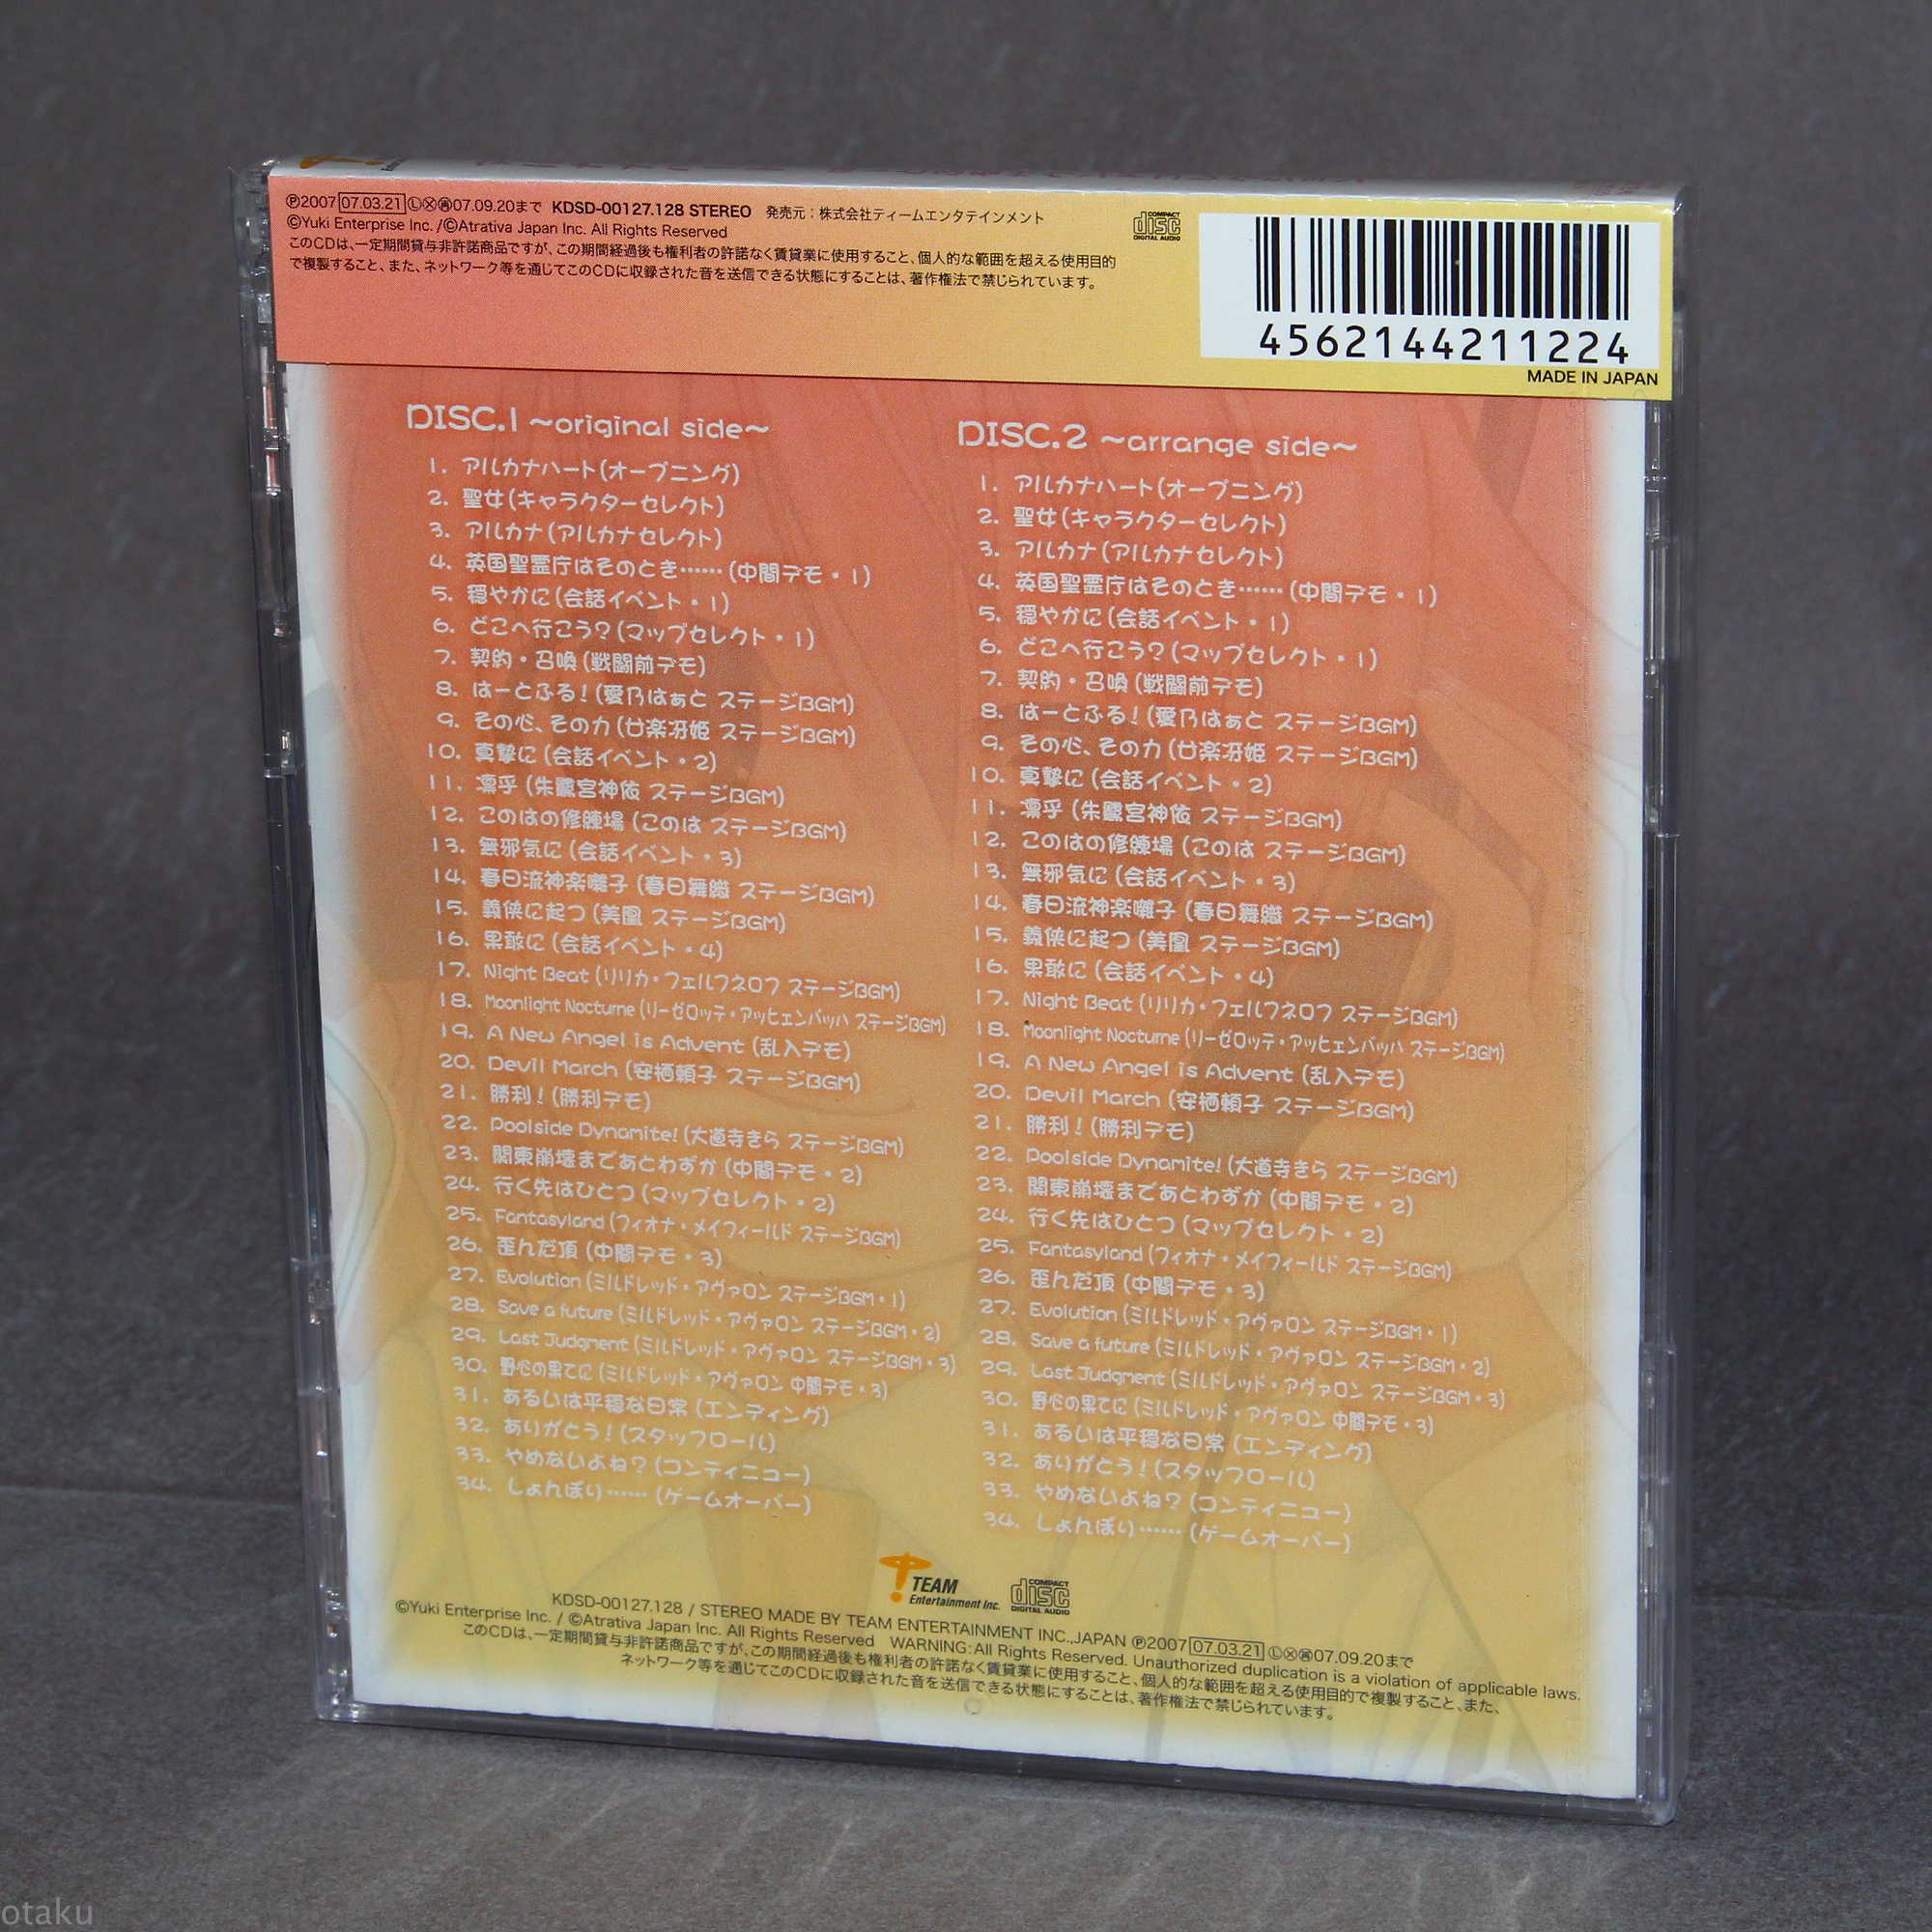 Ⓟ2007 07.03.21 Ⓛ Ⓧ 再 07.09.20まで KDSD-00127.128 STEREO 発売元:株式会社ティームエンタテインメント
©Yuki Enterprise Inc. /©Atrativa Japan Inc. All Rights Reserved
このCDは、一定期間貸与非許諾商品ですが、この期間経過後も権利者の許諾なく賃貸業に使用すること、個人的な範囲を超える使用目的
で複製すること、また、ネットワーク等を通じてこのCDに収録された音を送信できる状態にすることは、著作権法で禁じられています。
COMPACT
disc
DIGITAL AUDIO
4562144211224
MADE IN JAPAN
DISC.1 ~original side~
1. アルカナハート(オープニング)
2. 聖女(キャラクターセレクト)
3. アルカナ(アルカナセレクト)
4. 英国聖霊庁はそのとき……(中間デモ・1)
5. 穏やかに(会話イベント・1)
6. どこへ行こう?(マップセレクト・1)
7. 契約・召喚(戦闘前デモ)
8. はーとふる!(愛乃はぁと ステージBGM)
9. その心、その力(廿楽冴姫 ステージBGM)
10. 真摯に(会話イベント・2)
11. 凛乎(朱鷺宮神依 ステージBGM)
12. このはの修練場(このは ステージBGM)
13. 無邪気に(会話イベント・3)
14. 春日流神楽囃子(春日舞織 ステージBGM)
15. 義侠に起つ(美凰 ステージBGM)
16. 果敢に(会話イベント・4)
17. Night Beat(リリカ・フェルフネロフ ステージBGM)
18. Moonlight Nocturne(リーゼロッテ・アッヒェンバッハ ステージBGM)
19. A New Angel is Advent(乱入デモ)
20. Devil March(安栖頼子 ステージBGM)
21. 勝利!(勝利デモ)
22. Poolside Dynamite!(大道寺きら ステージBGM)
23. 関東崩壊まであとわずか(中間デモ・2)
24. 行く先はひとつ(マップセレクト・2)
25. Fantasyland(フィオナ・メイフィールド ステージBGM)
26. 歪んだ頂(中間デモ・3)
27. Evolution(ミルドレッド・アヴァロン ステージBGM・1)
28. Save a future(ミルドレッド・アヴァロン ステージBGM・2)
29. Last Judgment(ミルドレッド・アヴァロン ステージBGM・3)
30. 野心の果てに(ミルドレッド・アヴァロン 中間デモ・3)
31. あるいは平穏な日常(エンディング)
32. ありがとう!(スタッフロール)
33. やめないよね?(コンティニュー)
34. しょんぼり……(ゲームオーバー)
DISC.2 ~arrange side~
1. アルカナハート(オープニング)
2. 聖女(キャラクターセレクト)
3. アルカナ(アルカナセレクト)
4. 英国聖霊庁はそのとき……(中間デモ・1)
5. 穏やかに(会話イベント・1)
6. どこへ行こう?(マップセレクト・1)
7. 契約・召喚(戦闘前デモ)
8. はーとふる!(愛乃はぁと ステージBGM)
9. その心、その力(廿楽冴姫 ステージBGM)
10. 真摯に(会話イベント・2)
11. 凛乎(朱鷺宮神依 ステージBGM)
12. このはの修練場(このは ステージBGM)
13. 無邪気に(会話イベント・3)
14. 春日流神楽囃子(春日舞織 ステージBGM)
15. 義侠に起つ(美凰 ステージBGM)
16. 果敢に(会話イベント・4)
17. Night Beat(リリカ・フェルフネロフ ステージBGM)
18. Moonlight Nocturne(リーゼロッテ・アッヒェンバッハ ステージBGM)
19. A New Angel is Advent(乱入デモ)
20. Devil March(安栖頼子 ステージBGM)
21. 勝利!(勝利デモ)
22. Poolside Dynamite!(大道寺きら ステージBGM)
23. 関東崩壊まであとわずか(中間デモ・2)
24. 行く先はひとつ(マップセレクト・2)
25. Fantasyland(フィオナ・メイフィールド ステージBGM)
26. 歪んだ頂(中間デモ・3)
27. Evolution(ミルドレッド・アヴァロン ステージBGM・1)
28. Save a future(ミルドレッド・アヴァロン ステージBGM・2)
29. Last Judgment(ミルドレッド・アヴァロン ステージBGM・3)
30. 野心の果てに(ミルドレッド・アヴァロン 中間デモ・3)
31. あるいは平穏な日常(エンディング)
32. ありがとう!(スタッフロール)
33. やめないよね?(コンティニュー)
34. しょんぼり……(ゲームオーバー)
TEAM
Entertainment Inc.
COMPACT
disc
DIGITAL AUDIO
KDSD-00127.128 / STEREO MADE BY TEAM ENTERTAINMENT INC.,JAPAN Ⓟ2007 07.03.21 Ⓛ Ⓧ 再 07.09.20まで
©Yuki Enterprise Inc. / ©Atrativa Japan Inc. All Rights Reserved WARNING: All Rights Reserved. Unauthorized duplication is a violation of applicable laws.
このCDは、一定期間貸与非許諾商品ですが、この期間経過後も権利者の許諾なく賃貸業に使用すること、個人的な範囲を超える使用目的で複製すること、また、
ネットワーク等を通じてこのCDに収録された音を送信できる状態にすることは、著作権法で禁じられています。
otaku